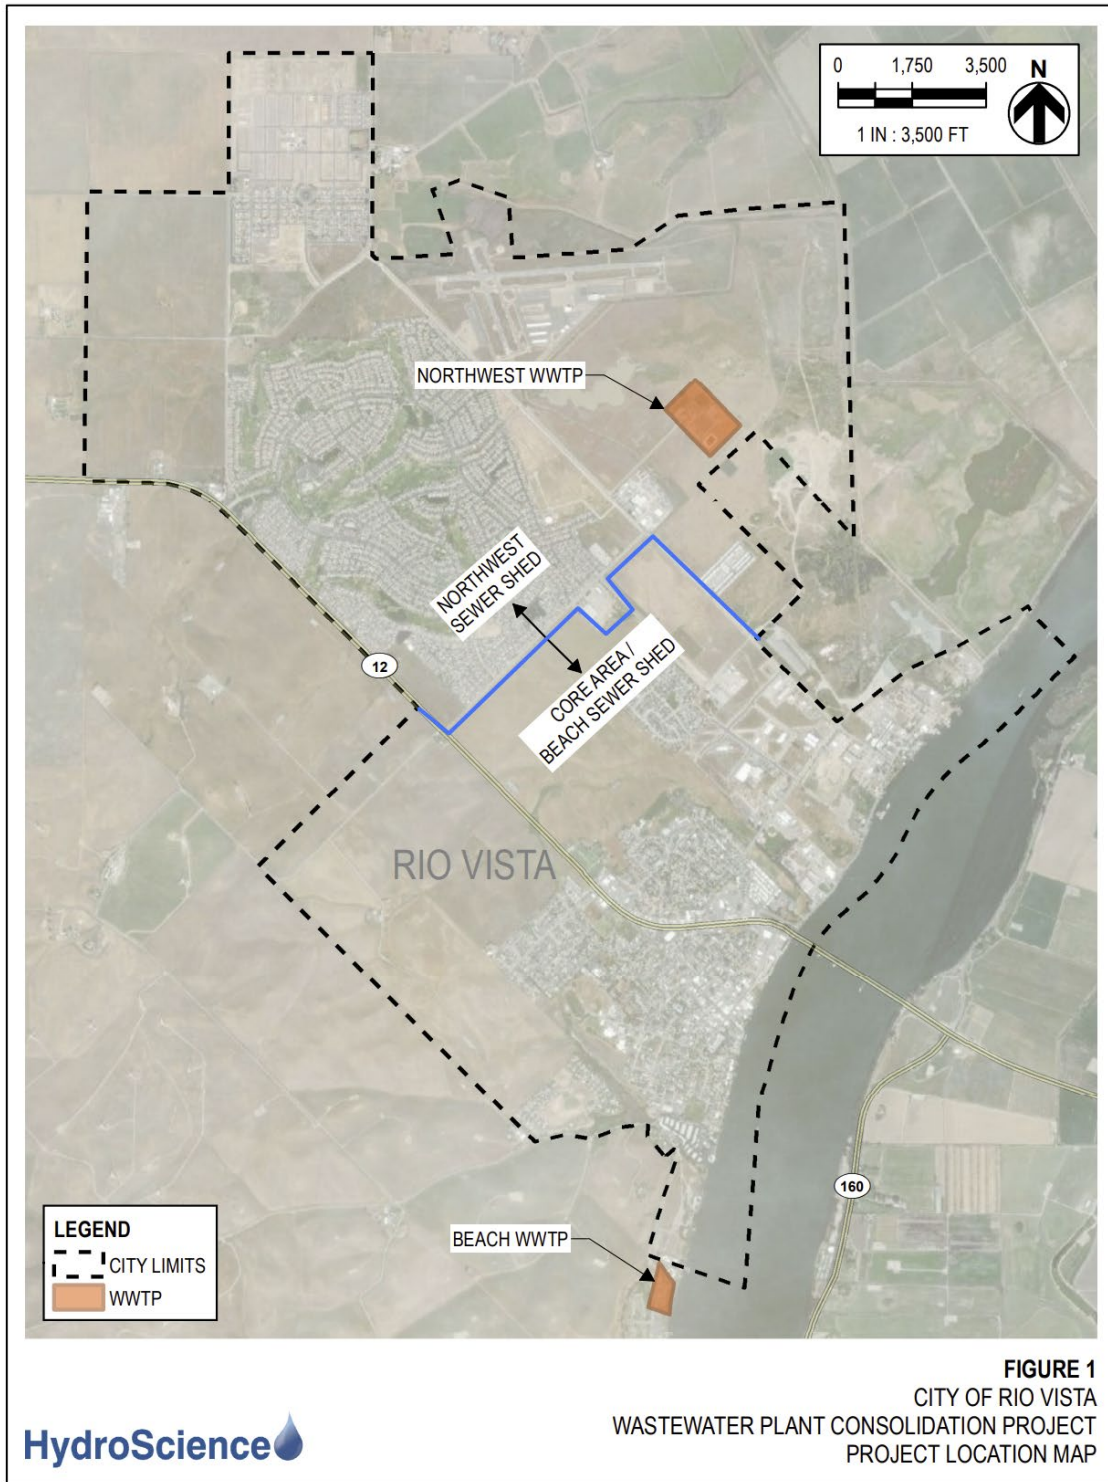 0 1,750 3,500
N
1 IN : 3,500 FT
NORTHWEST WWTP
NORTHWEST
SEWER SHED
CORE AREA /
BEACH SEWER SHED
12
RIO VISTA
160
BEACH WWTP
LEGEND
CITY LIMITS
WWTP
FIGURE 1
CITY OF RIO VISTA
WASTEWATER PLANT CONSOLIDATION PROJECT
PROJECT LOCATION MAP
HydroScience